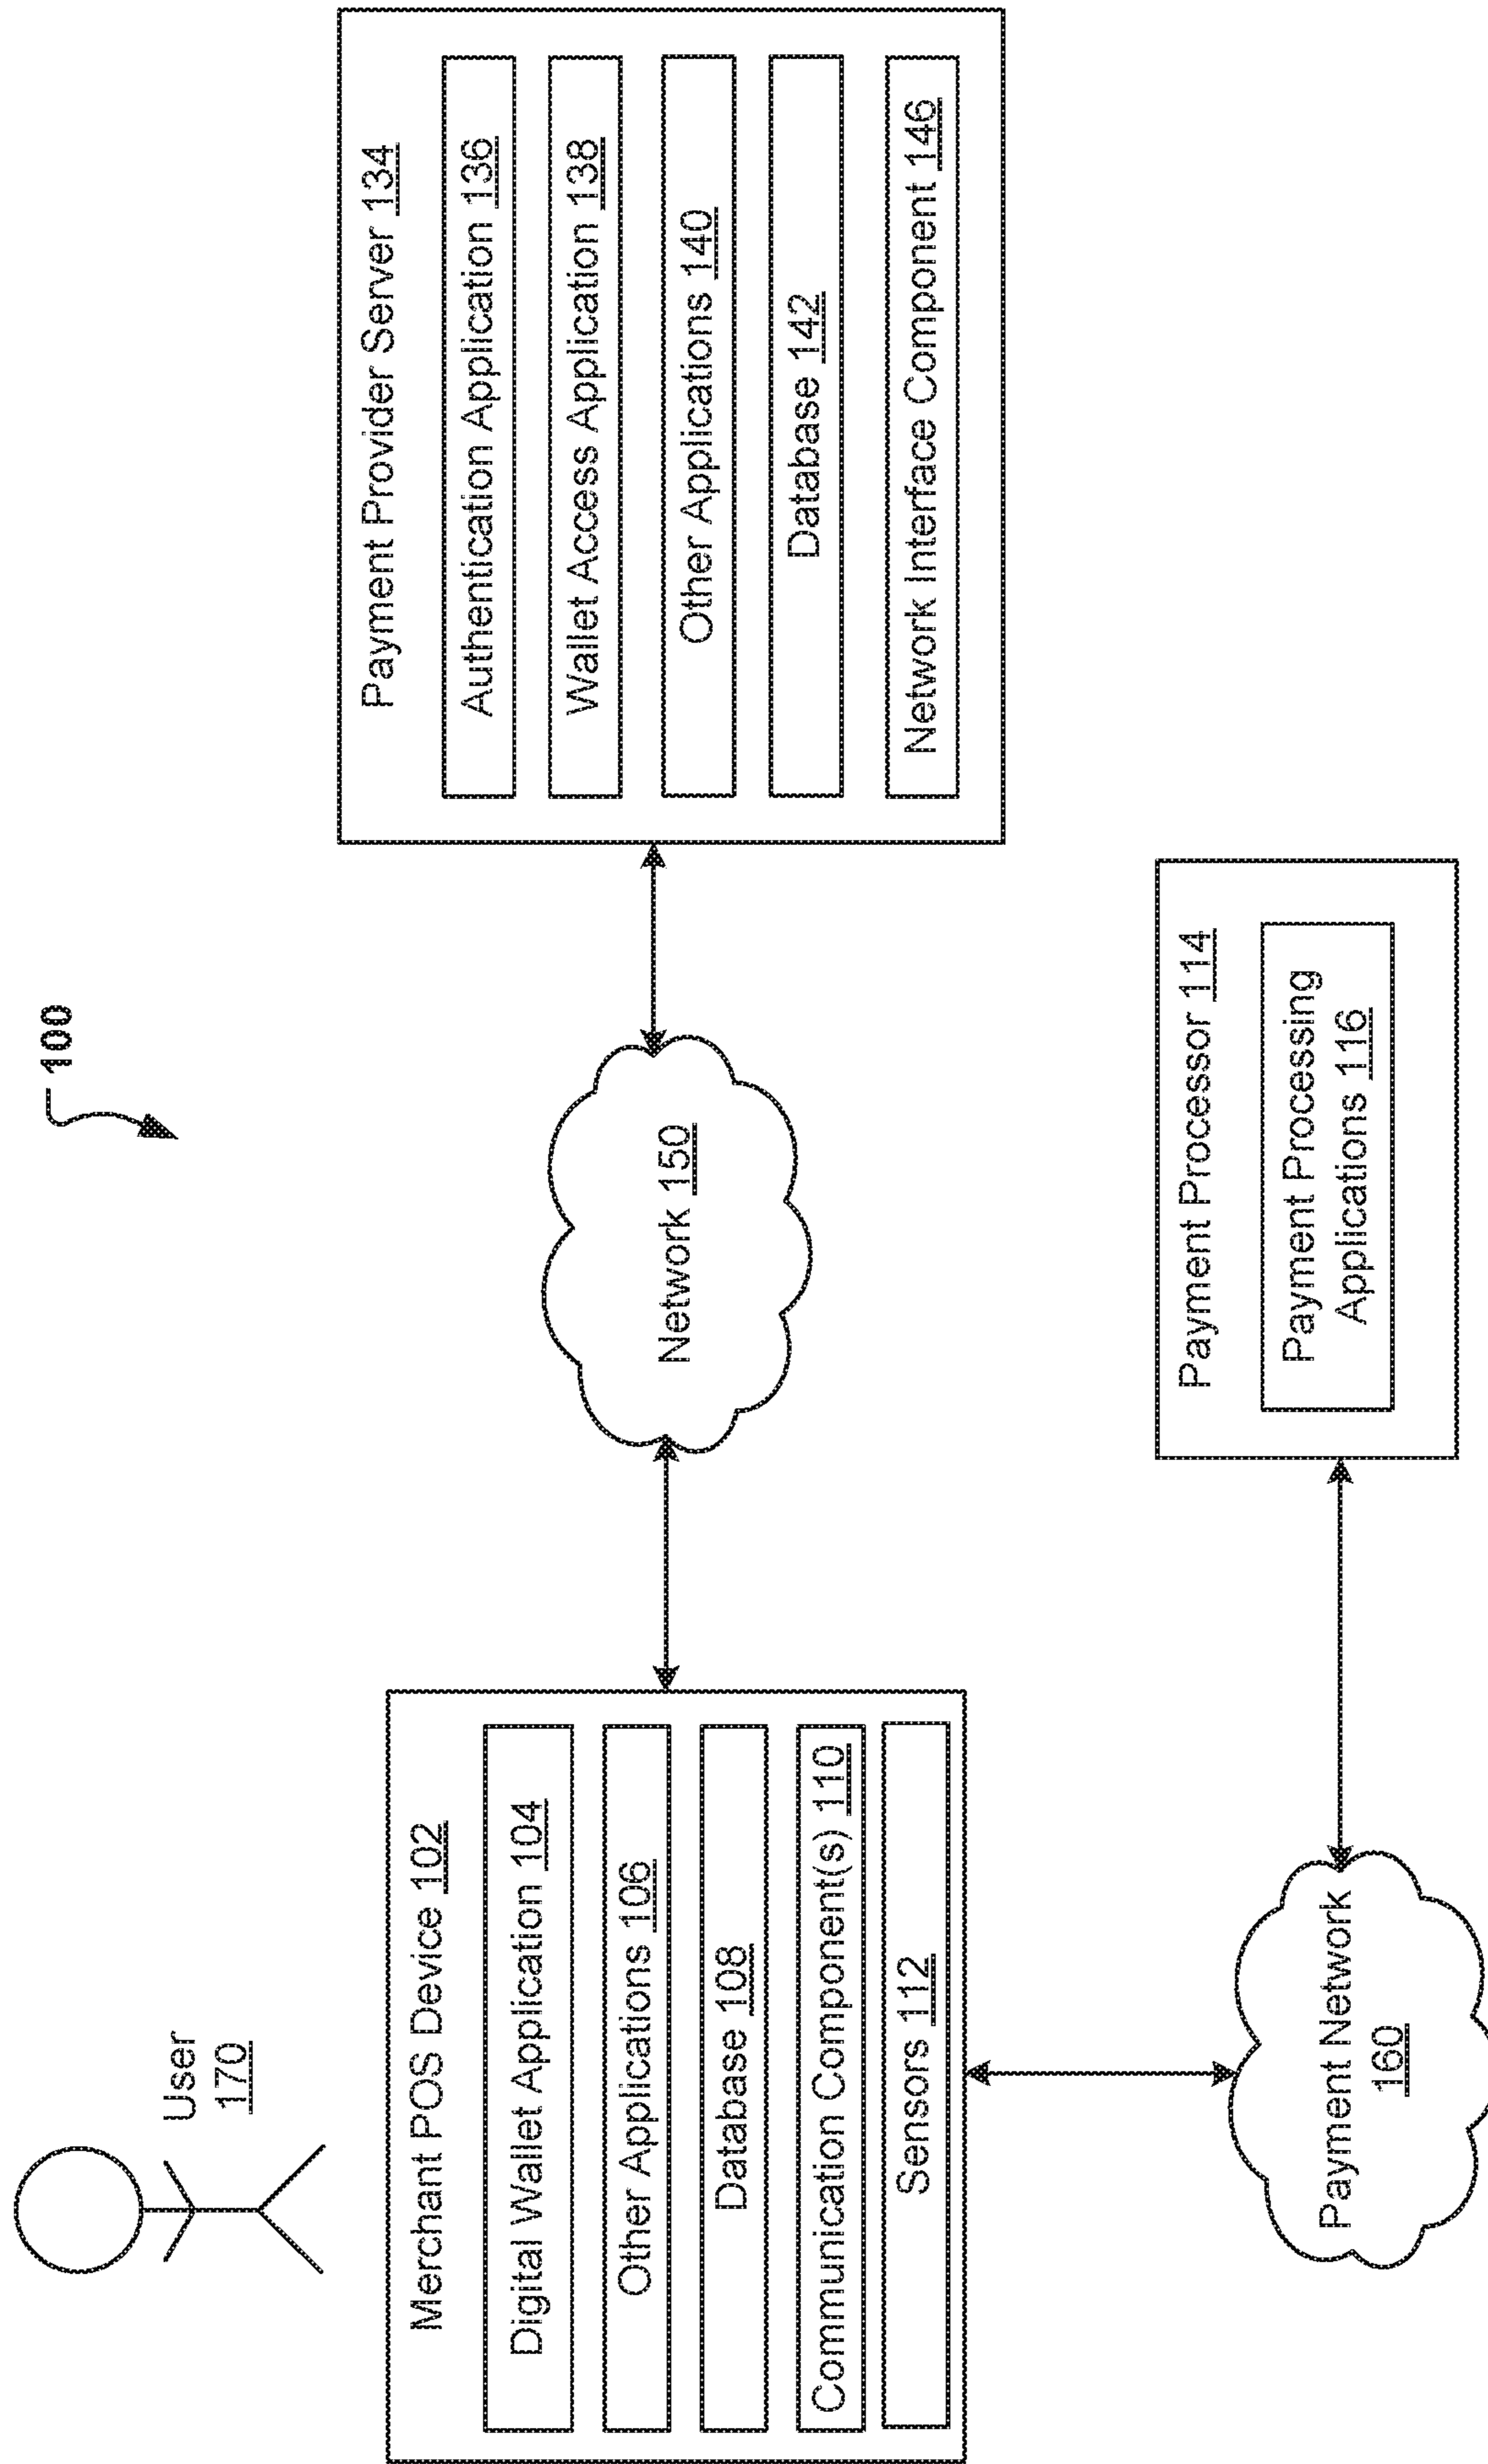 100
User
170
Merchant POS Device 102
Digital Wallet Application 104
Other Applications 106
Database 108
Communication Component(s) 110
Sensors 112
Network 150
Payment Provider Server 134
Authentication Application 136
Wallet Access Application 138
Other Applications 140
Database 142
Network Interface Component 146
Payment Network
160
Payment Processor 114
Payment Processing
Applications 116